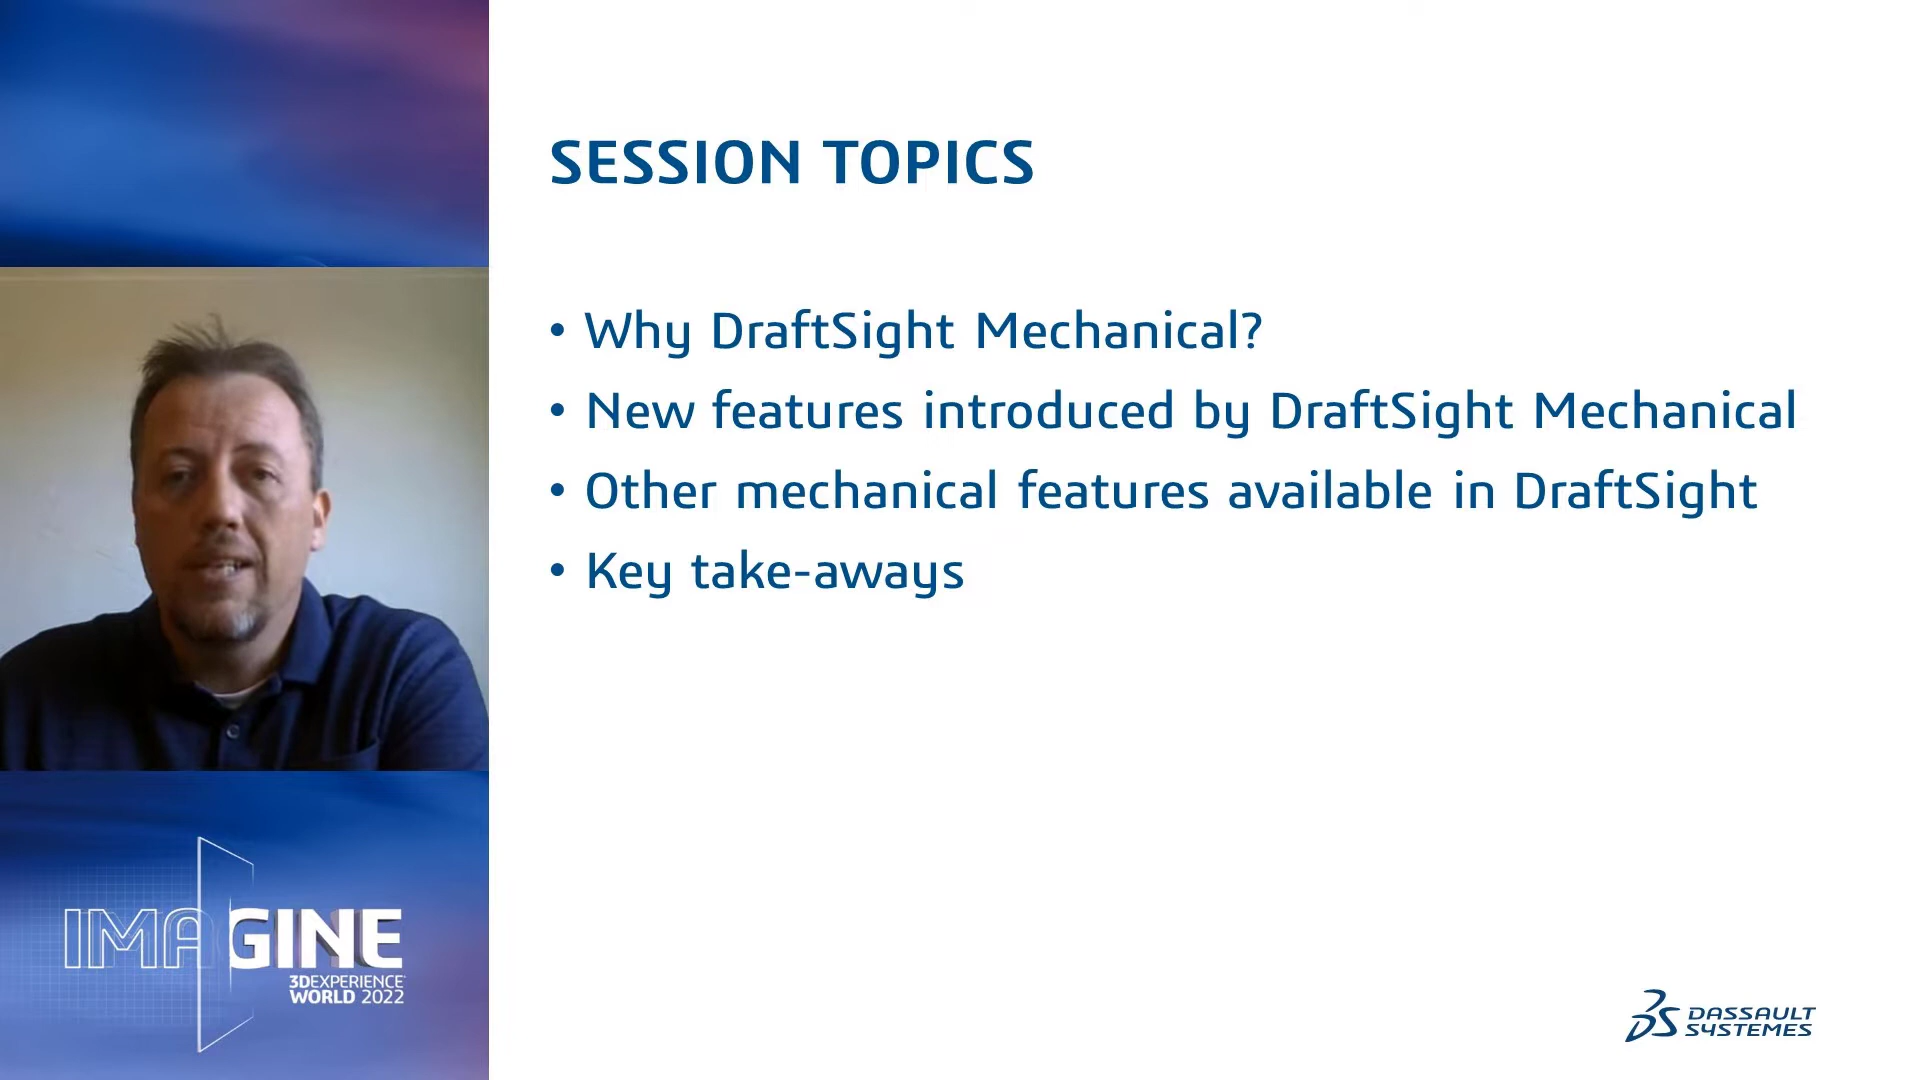 SESSION TOPICS
• Why DraftSight Mechanical?
• New features introduced by DraftSight Mechanical
• Other mechanical features available in DraftSight
• Key take-aways
IMAGINE
3DEXPERIENCE
WORLD 2022
DASSAULT
SYSTEMES